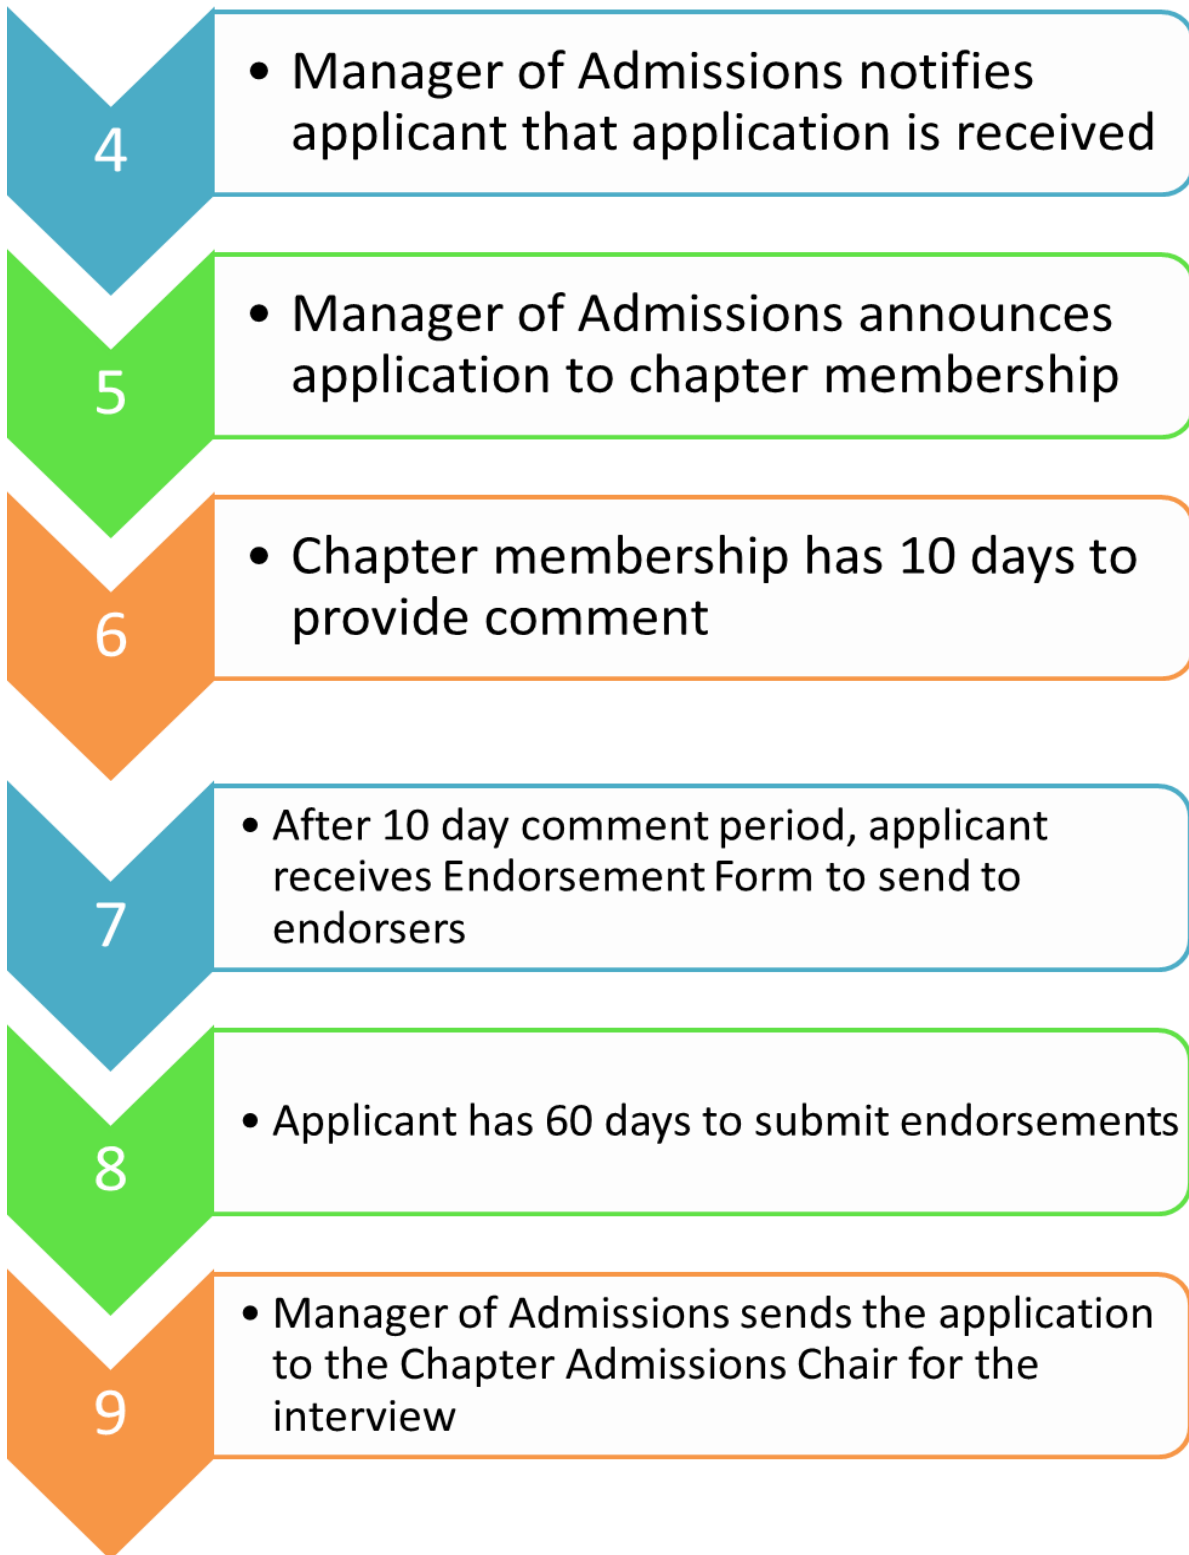 4
• Manager of Admissions notifies
applicant that application is received
5
• Manager of Admissions announces
application to chapter membership
6
• Chapter membership has 10 days to
provide comment
7
• After 10 day comment period, applicant
receives Endorsement Form to send to
endorsers
8
• Applicant has 60 days to submit endorsements
9
• Manager of Admissions sends the application
to the Chapter Admissions Chair for the
interview